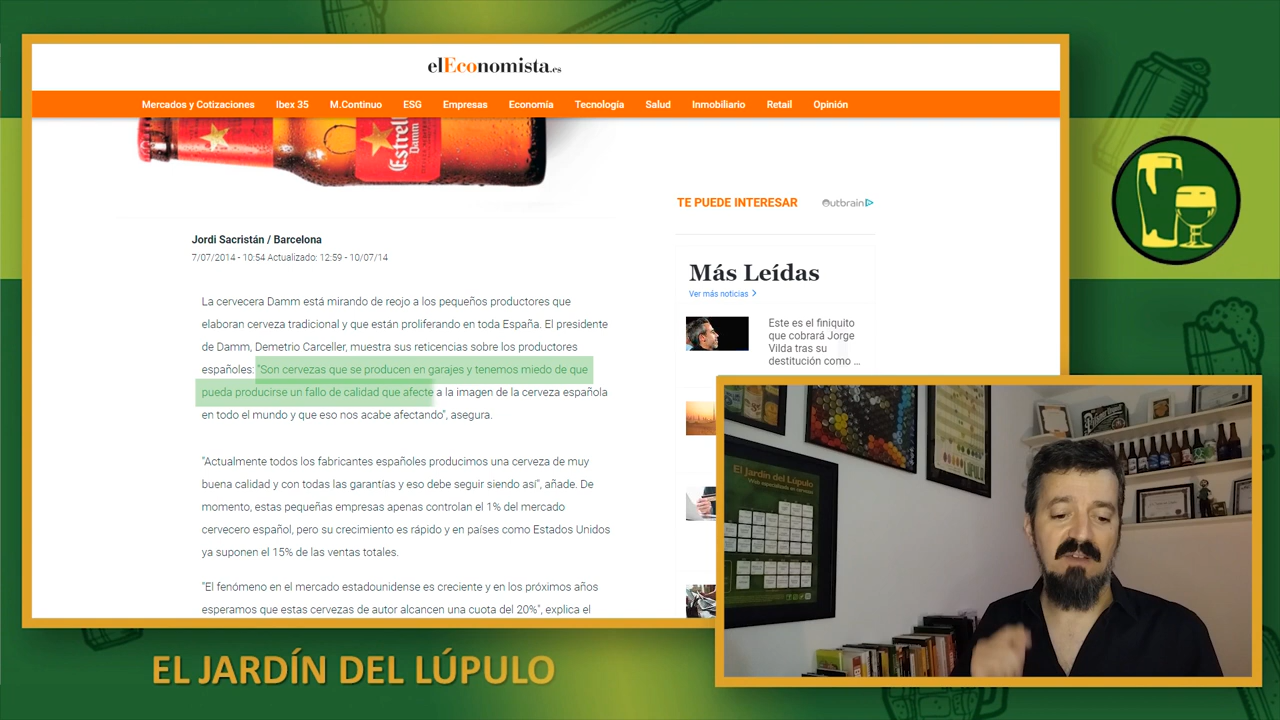 elEconomista.es
Mercados y Cotizaciones Ibex 35 M.Continuo ESG Empresas Economía Tecnología Salud Inmobiliario Retail Opinión
Estrella
Damm
Jordi Sacristán / Barcelona
7/07/2014 - 10:54 Actualizado: 12:59 - 10/07/14
La cervecera Damm está mirando de reojo a los pequeños productores que
elaboran cerveza tradicional y que están proliferando en toda España. El presidente
de Damm, Demetrio Carceller, muestra sus reticencias sobre los productores
españoles: "Son cervezas que se producen en garajes y tenemos miedo de que
pueda producirse un fallo de calidad que afecte a la imagen de la cerveza española
en todo el mundo y que eso nos acabe afectando", asegura.
"Actualmente todos los fabricantes españoles producimos una cerveza de muy
buena calidad y con todas las garantías y eso debe seguir siendo así", añade. De
momento, estas pequeñas empresas apenas controlan el 1% del mercado
cervecero español, pero su crecimiento es rápido y en países como Estados Unidos
ya suponen el 15% de las ventas totales.
"El fenómeno en el mercado estadounidense es creciente y en los próximos años
esperamos que estas cervezas de autor alcancen una cuota del 20%", explica el
TE PUEDE INTERESAR
Outbrain
Más Leídas
Ver más noticias >
Este es el finiquito
que cobrará Jorge
Vilda tras su
destitución como ...
El Jardín del Lúpulo
Web especializada en cervezas
EL JARDÍN DEL LÚPULO